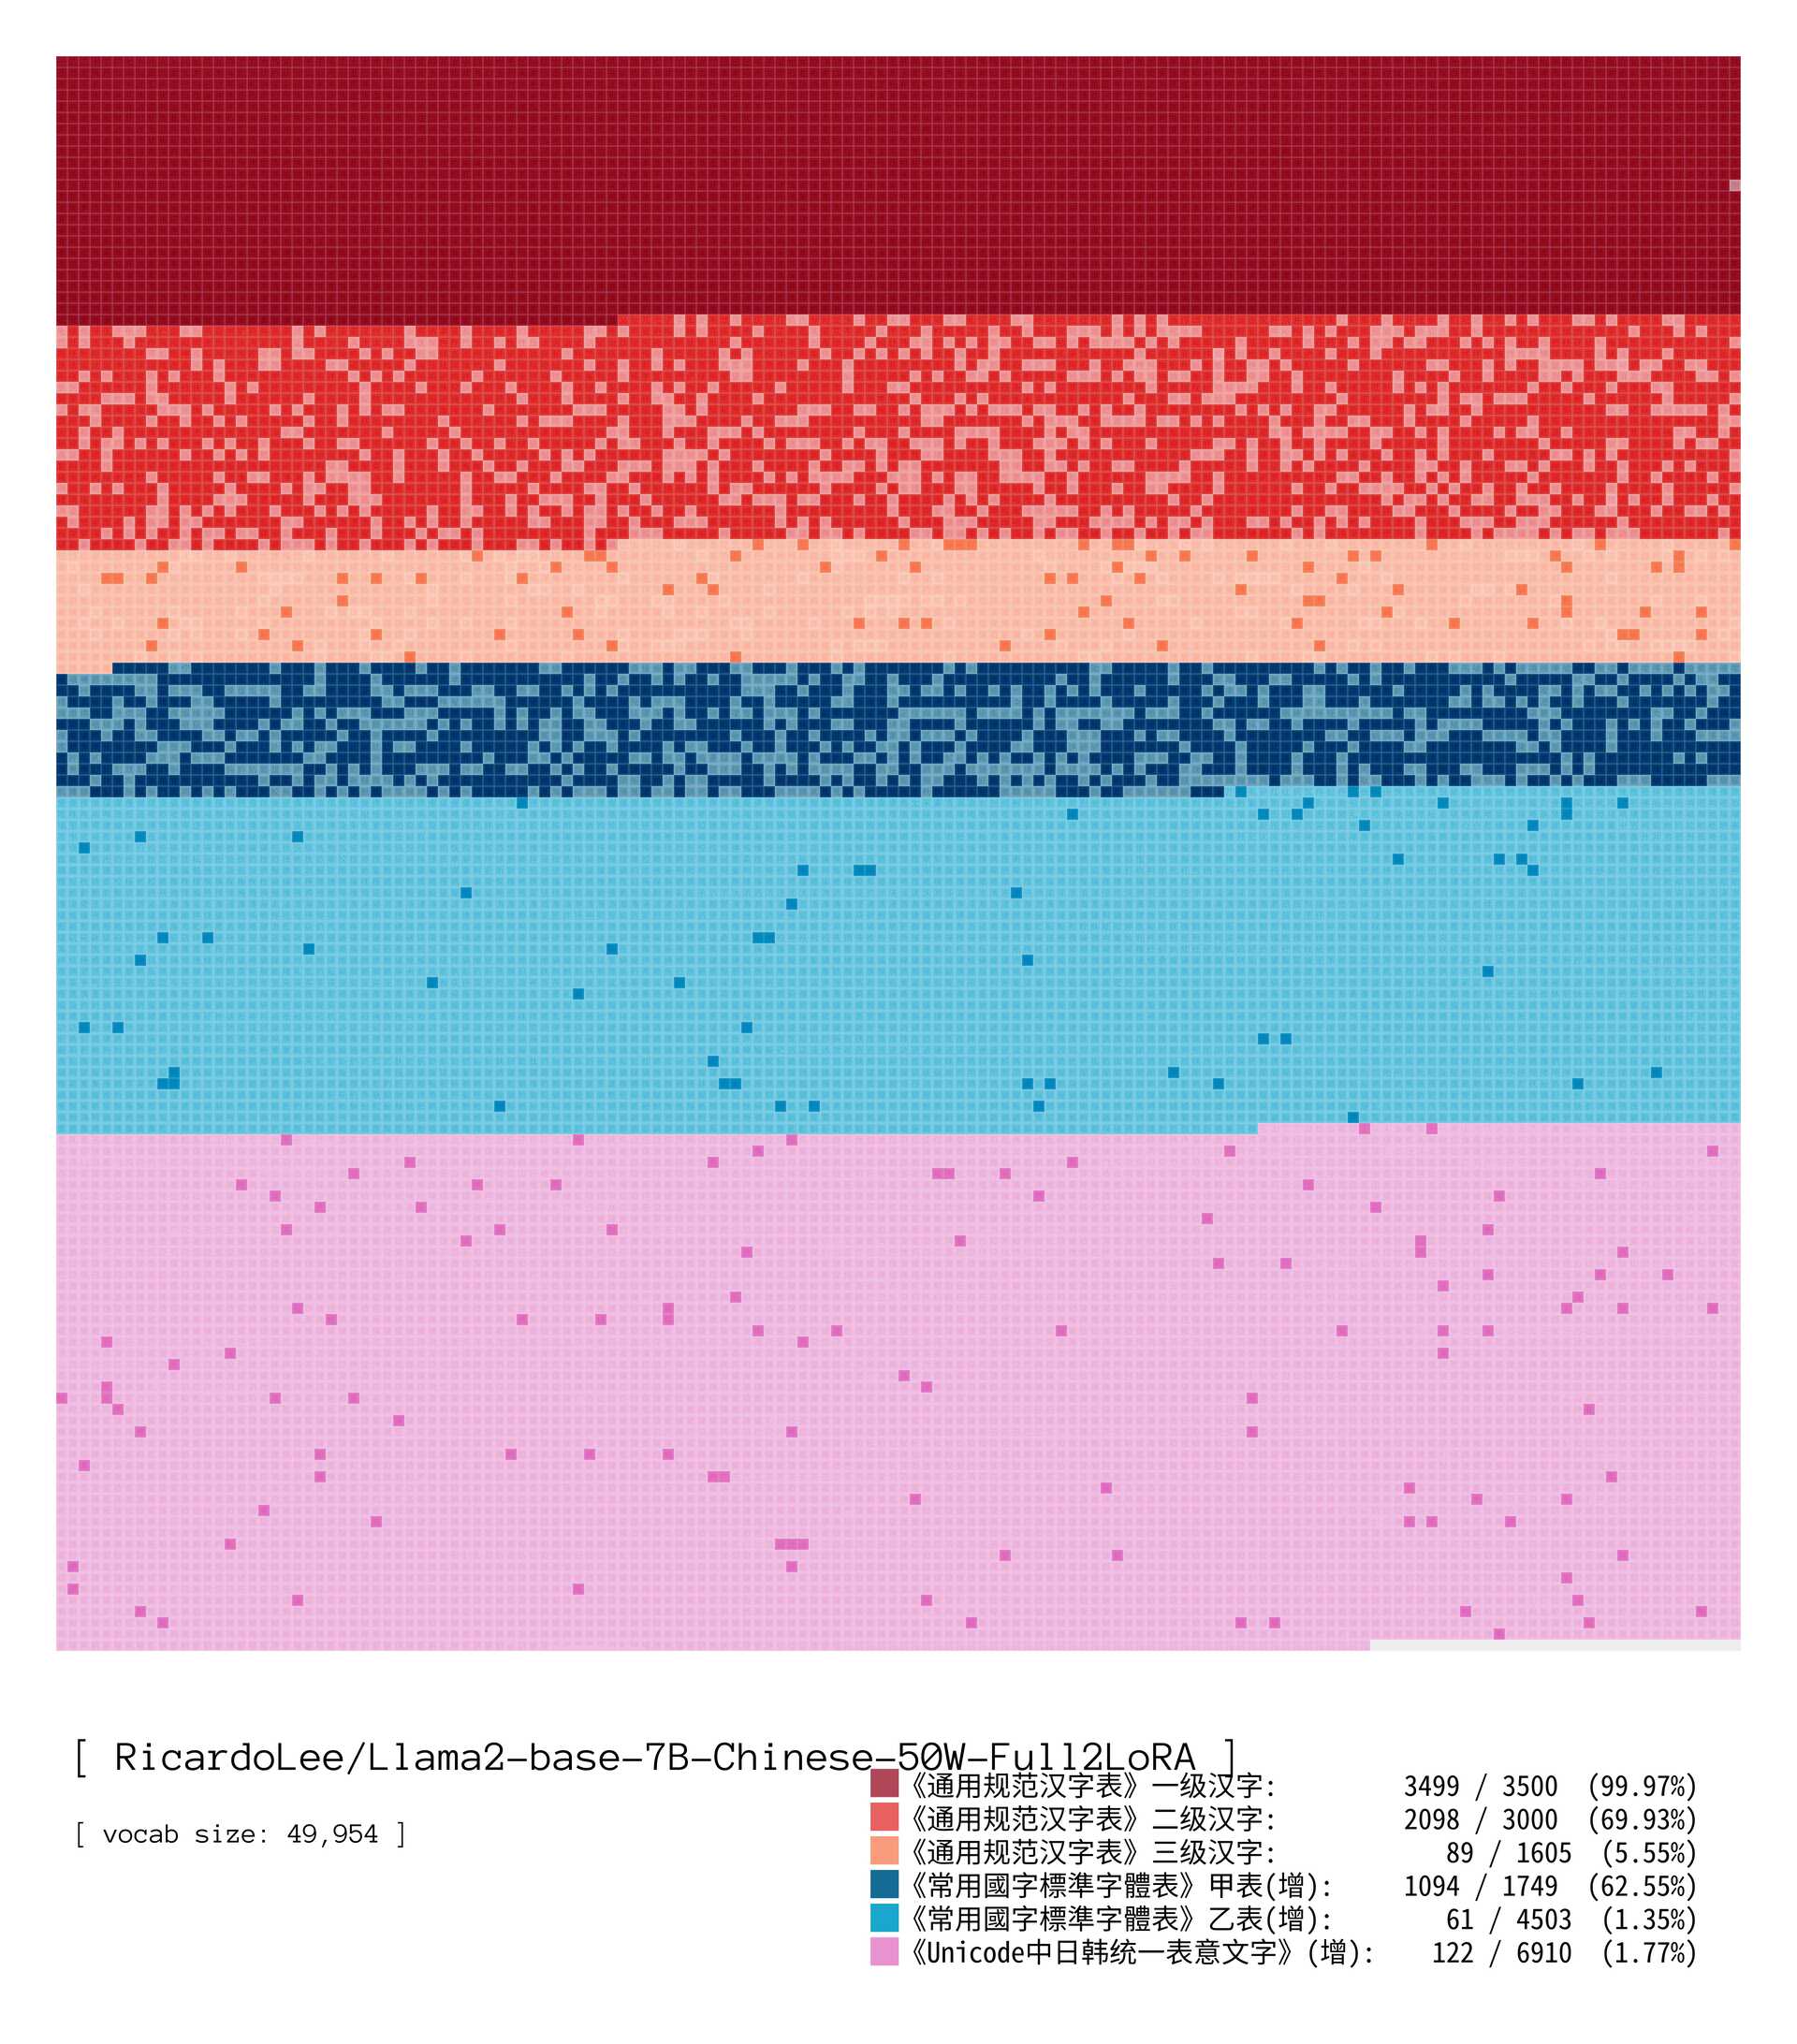 [ RicardoLee/Llama2-base-7B-Chinese-50W-Full2LoRA ]
[ vocab size: 49,954 ]
《通用规范汉字表》一级汉字: 3499 / 3500 (99.97%)
《通用规范汉字表》二级汉字: 2098 / 3000 (69.93%)
《通用规范汉字表》三级汉字: 89 / 1605 (5.55%)
《常用國字標準字體表》甲表(增): 1094 / 1749 (62.55%)
《常用國字標準字體表》乙表(增): 61 / 4503 (1.35%)
《Unicode中日韩统一表意文字》(增): 122 / 6910 (1.77%)